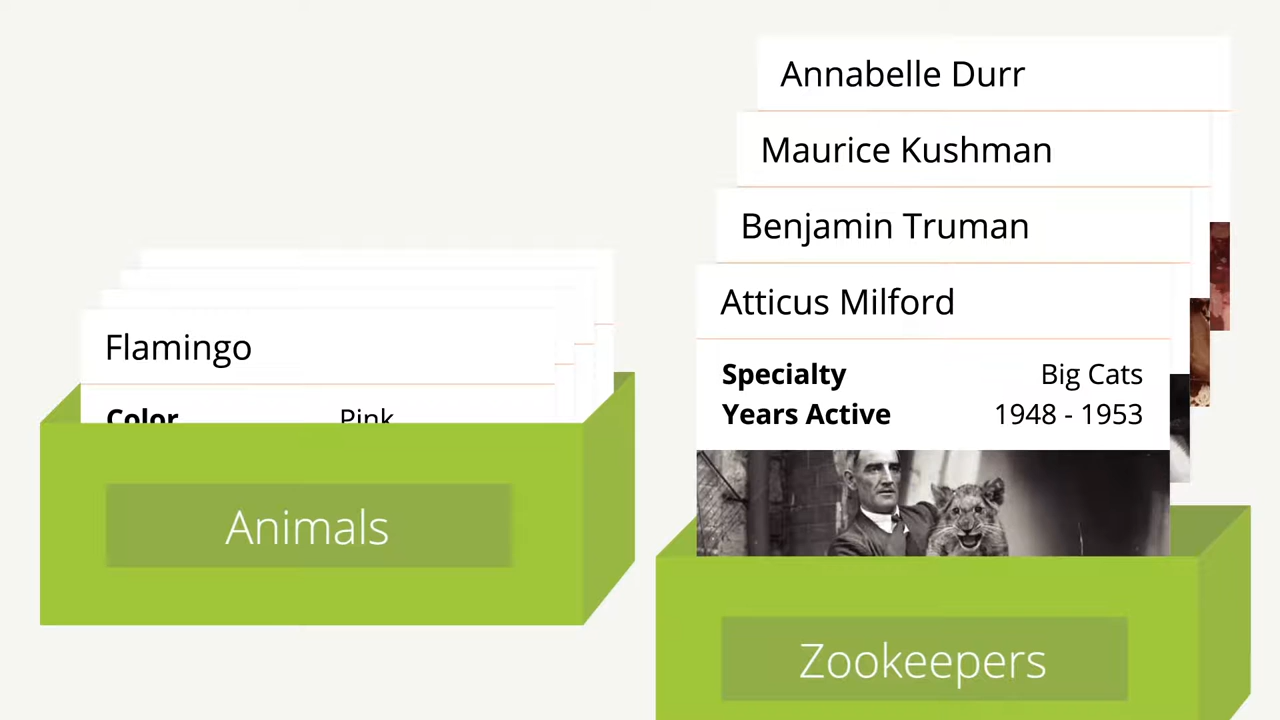 Annabelle Durr
Maurice Kushman
Benjamin Truman
Atticus Milford
Specialty Big Cats
Years Active 1948 - 1953
Flamingo
Color Pink
Animals
Zookeepers